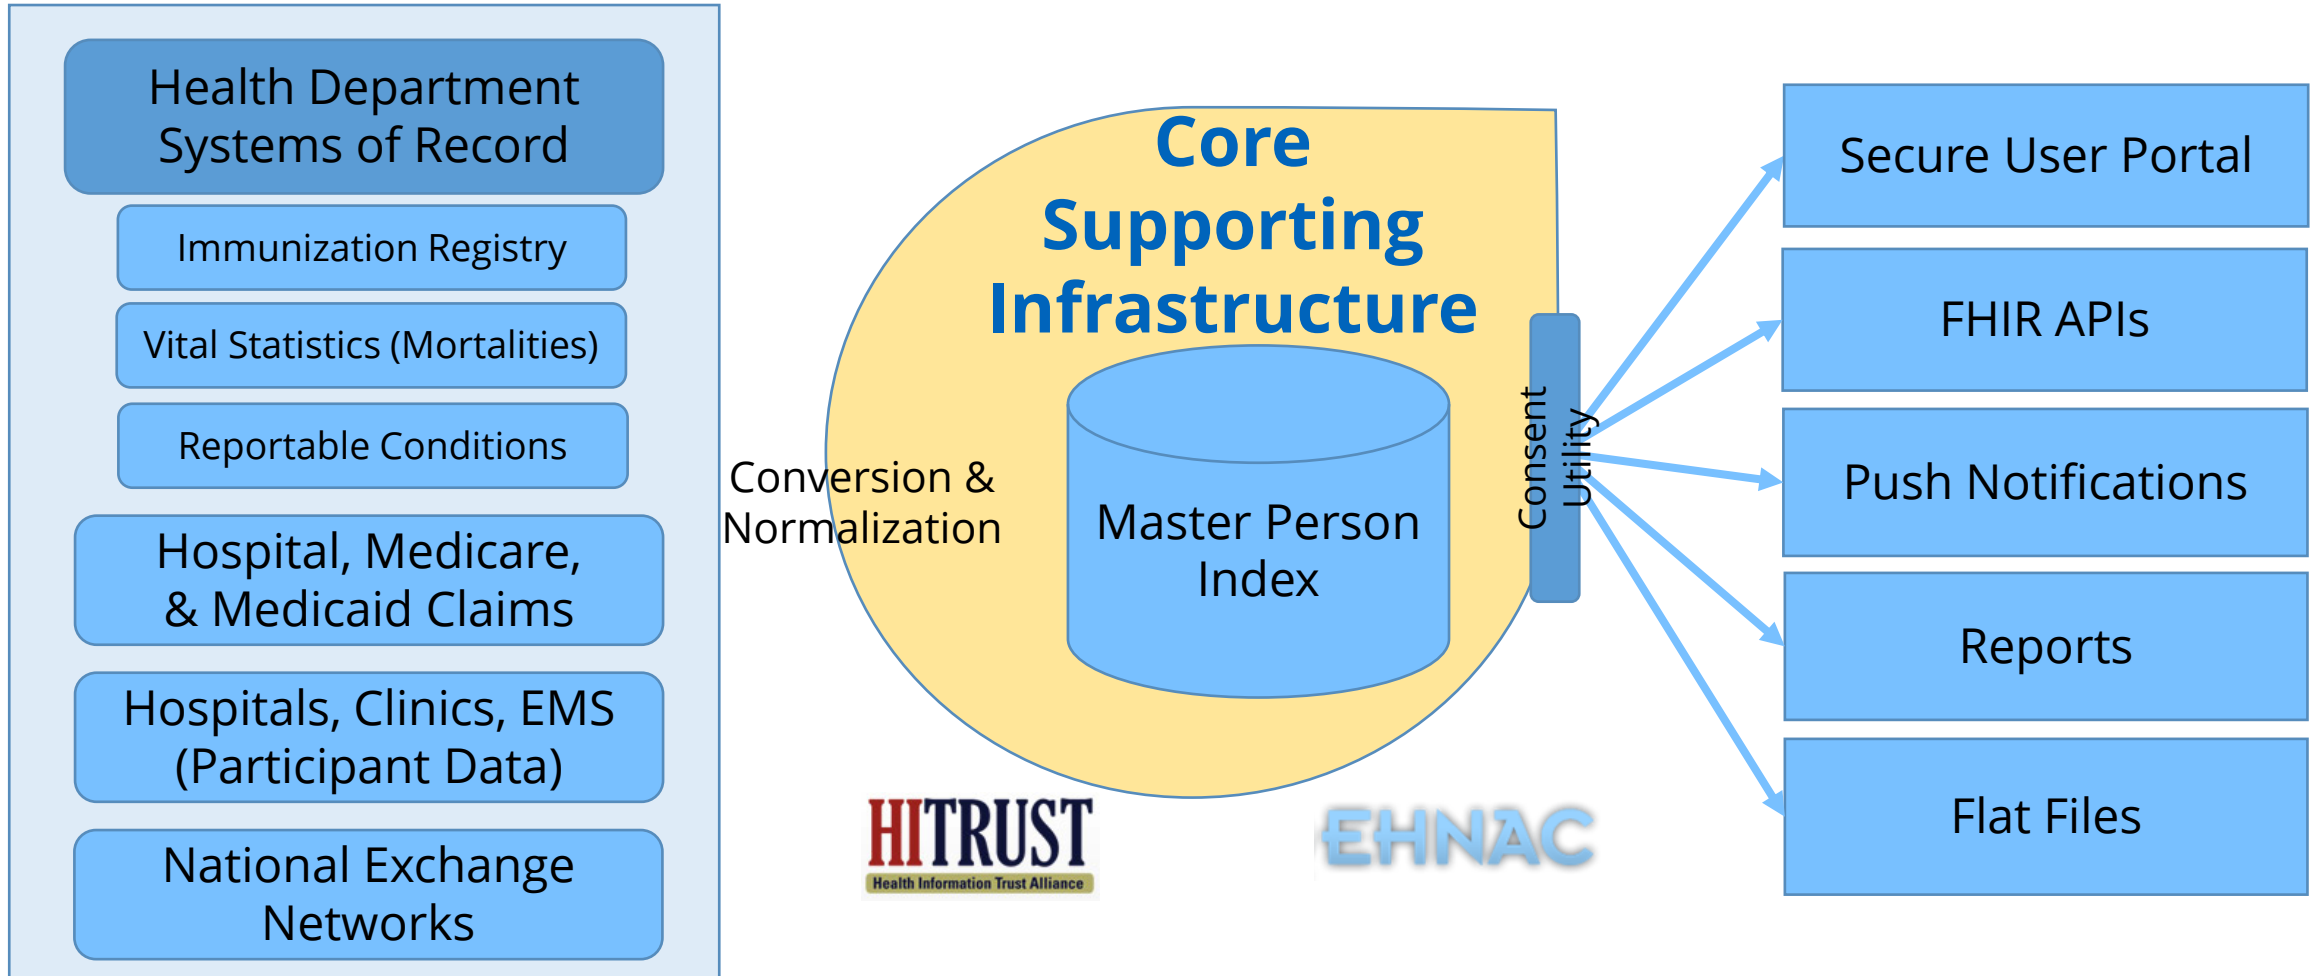 Health Department
Systems of Record
Immunization Registry
Vital Statistics (Mortalities)
Reportable Conditions
Hospital, Medicare,
& Medicaid Claims
Hospitals, Clinics, EMS
(Participant Data)
National Exchange
Networks
Conversion &
Normalization
Core
Supporting
Infrastructure
Master Person
Index
Consent
Utility
HITRUST
Health Information Trust Alliance
EHNAC
Secure User Portal
FHIR APIs
Push Notifications
Reports
Flat Files